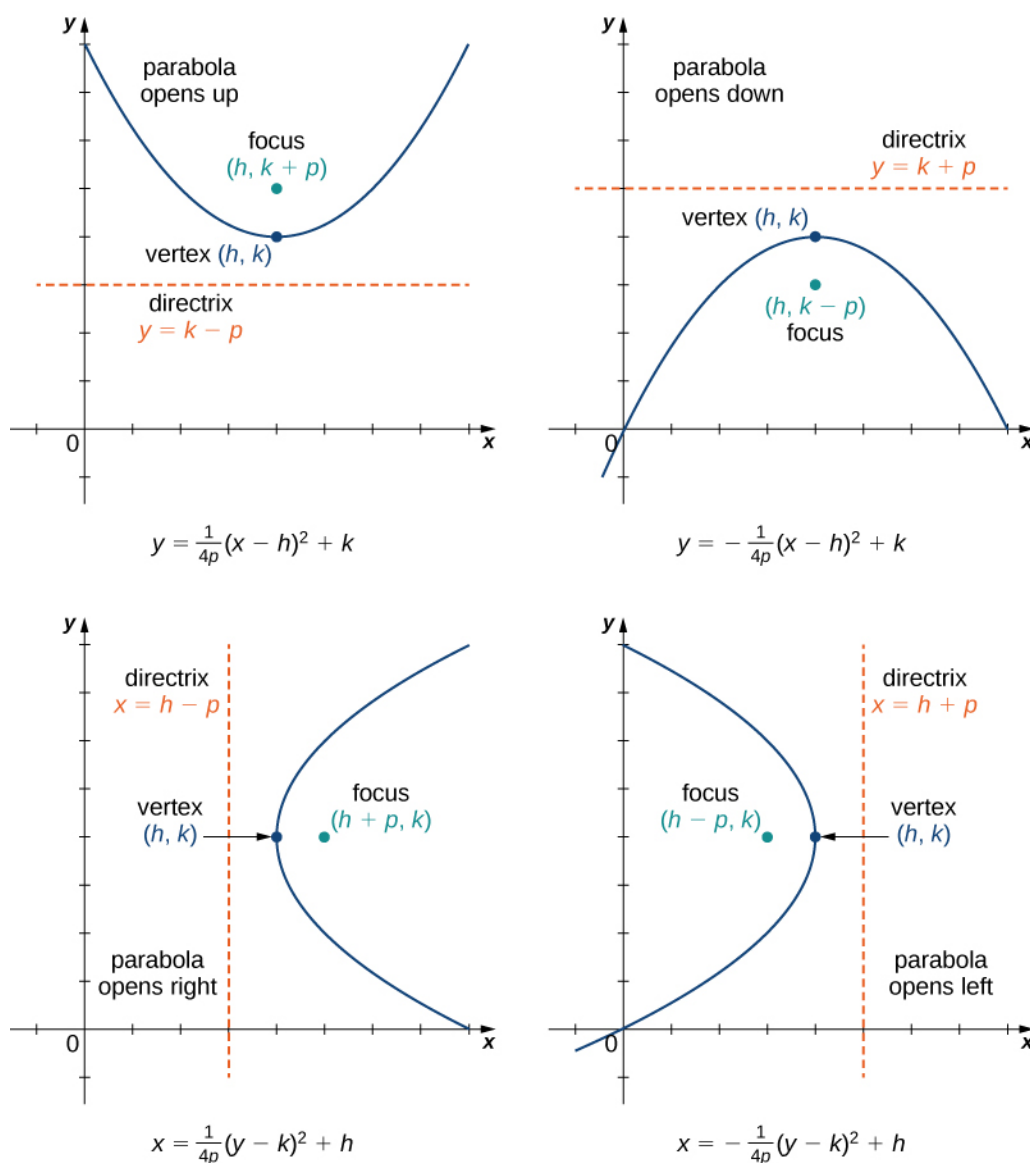 y
parabola
opens up
focus
(h, k + p)
vertex (h, k)
directrix
y = k − p
0
x
y = 1/4p (x − h)² + k
y
parabola
opens down
directrix
y = k + p
vertex (h, k)
(h, k − p)
focus
0
x
y = − 1/4p (x − h)² + k
y
directrix
x = h − p
vertex
(h, k)
focus
(h + p, k)
parabola
opens right
0
x
x = 1/4p (y − k)² + h
y
directrix
x = h + p
focus
(h − p, k)
vertex
(h, k)
parabola
opens left
0
x
x = − 1/4p (y − k)² + h